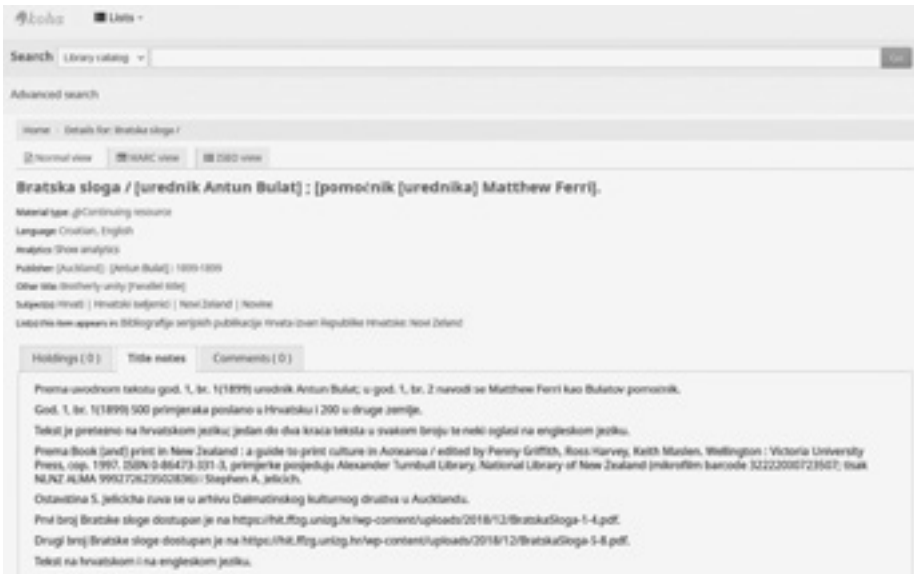 koha Lists
Search Library catalog Go
Advanced search
Home Details for: Bratska sloga /
Normal view MARC view ISBD view
Bratska sloga / [urednik Antun Bulat] ; [pomoćnik [urednika] Matthew Ferri].
Material type: Continuing resource
Language: Croatian, English
Analytics: Show analytics
Publisher: [Auckland] : [Antun Bulat] : 1899-1899
Other title: Brotherly unity [Parallel title]
Subject(s): Hrvati | Hrvatski iseljenici | Novi Zeland | Novine
List(s) this item appears in: Bibliografija serijskih publikacija Hrvata izvan Republike Hrvatske: Novi Zeland
Holdings ( 0 ) Title notes Comments ( 0 )
Prema uvodnom tekstu god. 1, br. 1(1899) urednik Antun Bulat; u god. 1, br. 2 navodi se Matthew Ferri kao Bulatov pomoćnik.
God. 1, br. 1(1899) 500 primjeraka poslano u Hrvatsku i 200 u druge zemlje.
Tekst je pretezno na hrvatskom jeziku; jedan do dva kraca teksta u svakom broju te neki oglasi na engleskom jeziku.
Prema Book [and] print in New Zealand : a guide to print culture in Aotearoa / edited by Penny Griffith, Ross Harvey, Keith Maslen. Wellington : Victoria University
Press, cop. 1997. ISBN 0-86473-331-3, primjerke posjeduju Alexander Turnbull Library, National Library of New Zealand (mikrofilm barcode 32222000723507; tisak
NLNZ ALMA 999272623502836) i Stephen A. Jelicich.
Ostavština S. Jelicicha čuva se u arhivu Dalmatinskog kulturnog društva u Aucklandu.
Prvi broj Bratske sloge dostupan je na https://hit.ffzg.unizg.hr/wp-content/uploads/2018/12/BratskaSloga-1-4.pdf.
Drugi broj Bratske sloge dostupan je na https://hit.ffzg.unizg.hr/wp-content/uploads/2018/12/BratskaSloga-5-8.pdf.
Tekst na hrvatskom i na engleskom jeziku.